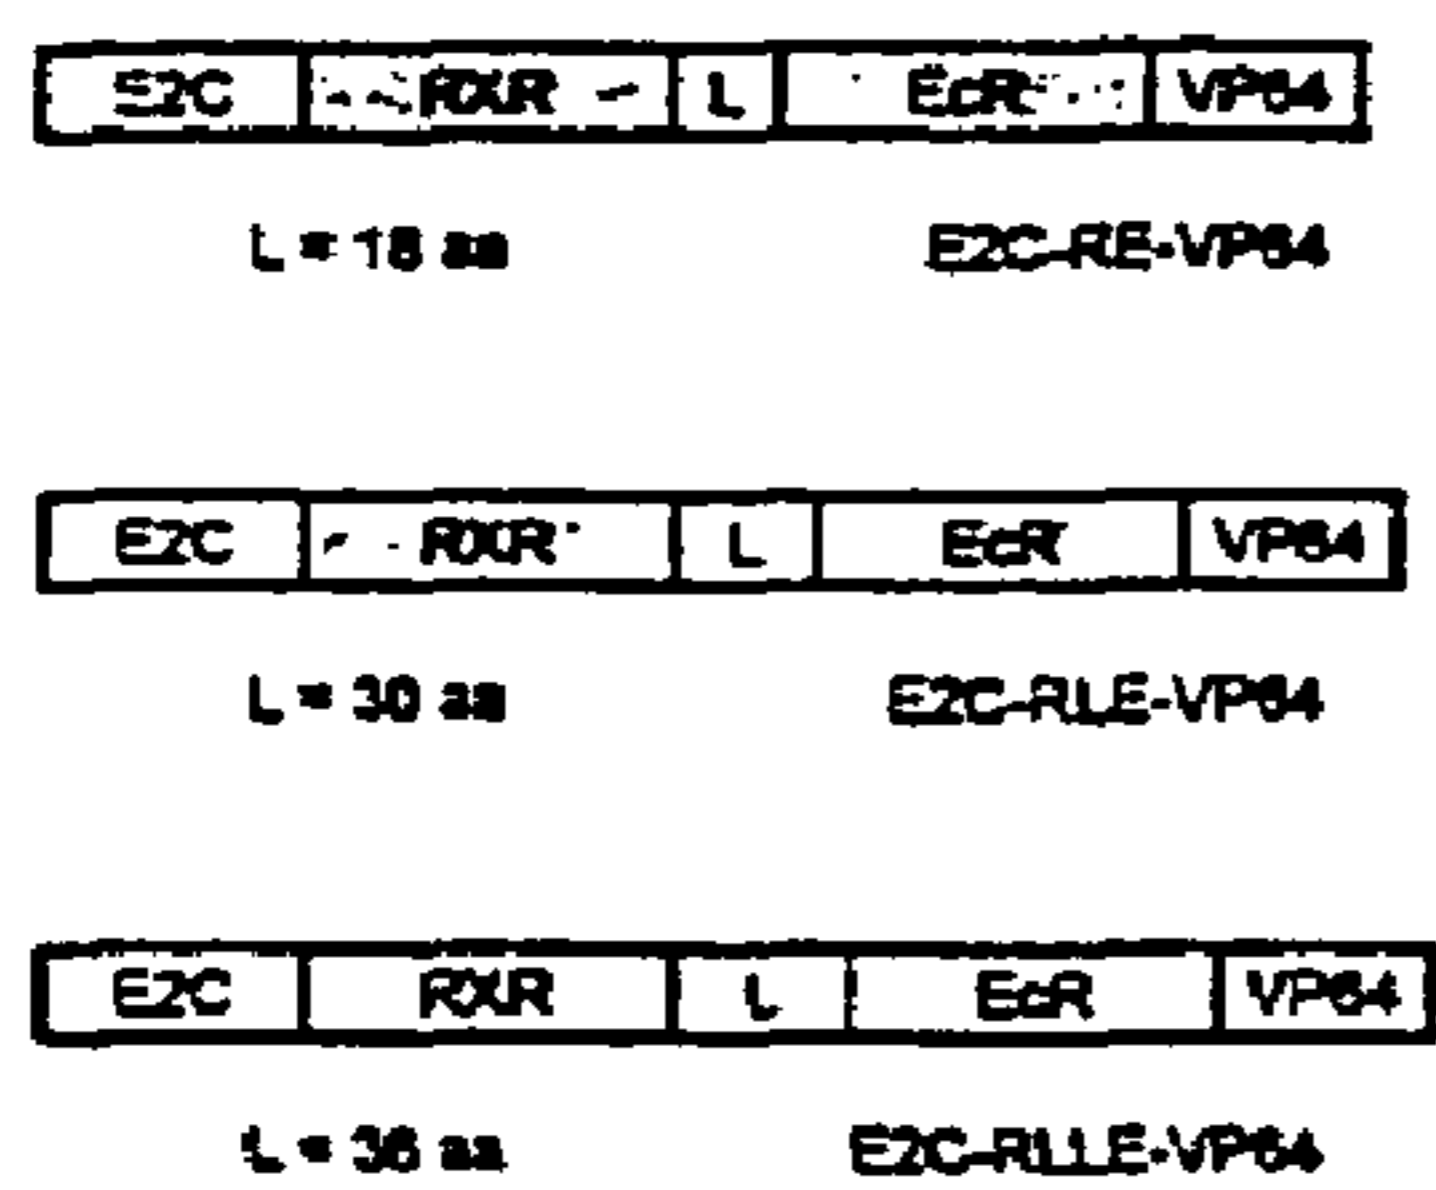 E2C RXR L EcR VP64
L = 18 aa E2C-RE-VP64
E2C RXR L EcR VP64
L = 30 aa E2C-RLE-VP64
E2C RXR L EcR VP64
L = 36 aa E2C-RLLE-VP64